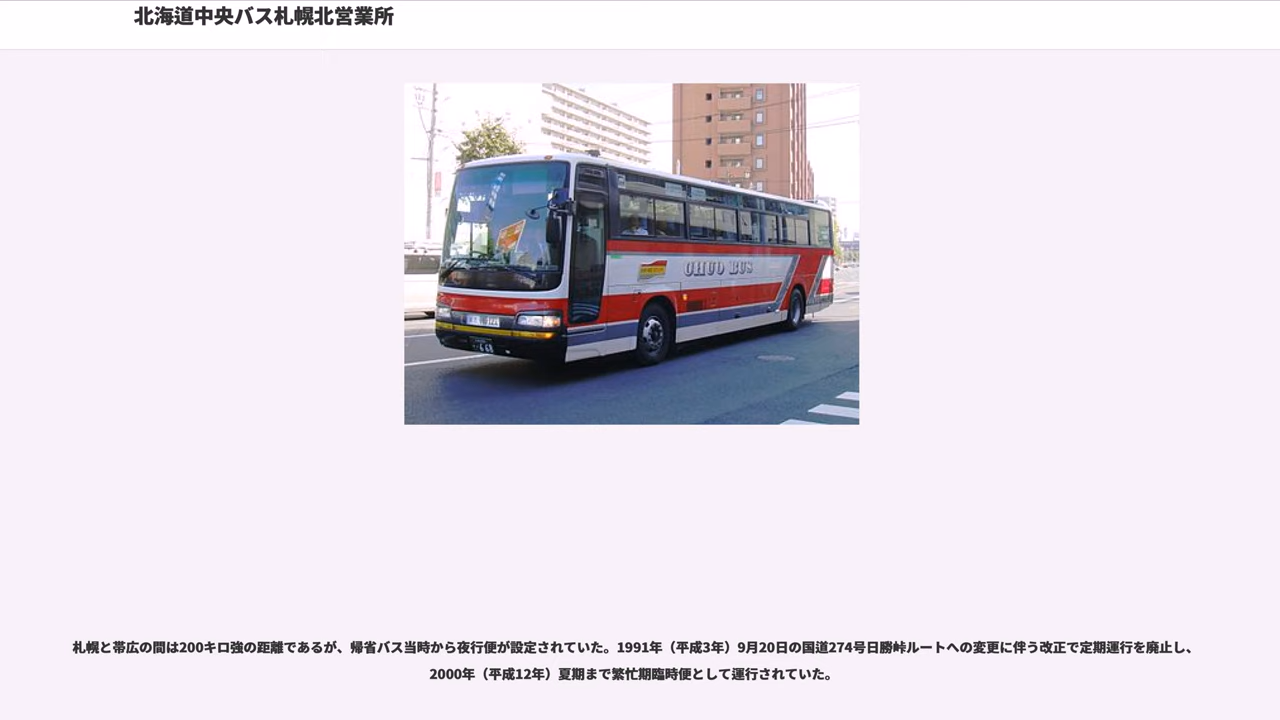 北海道中央バス札幌北営業所
CHUO BUS
札幌と帯広の間は200キロ強の距離であるが、帰省バス当時から夜行便が設定されていた。1991年（平成3年）9月20日の国道274号日勝峠ルートへの変更に伴う改正で定期運行を廃止し、
2000年（平成12年）夏期まで繁忙期臨時便として運行されていた。